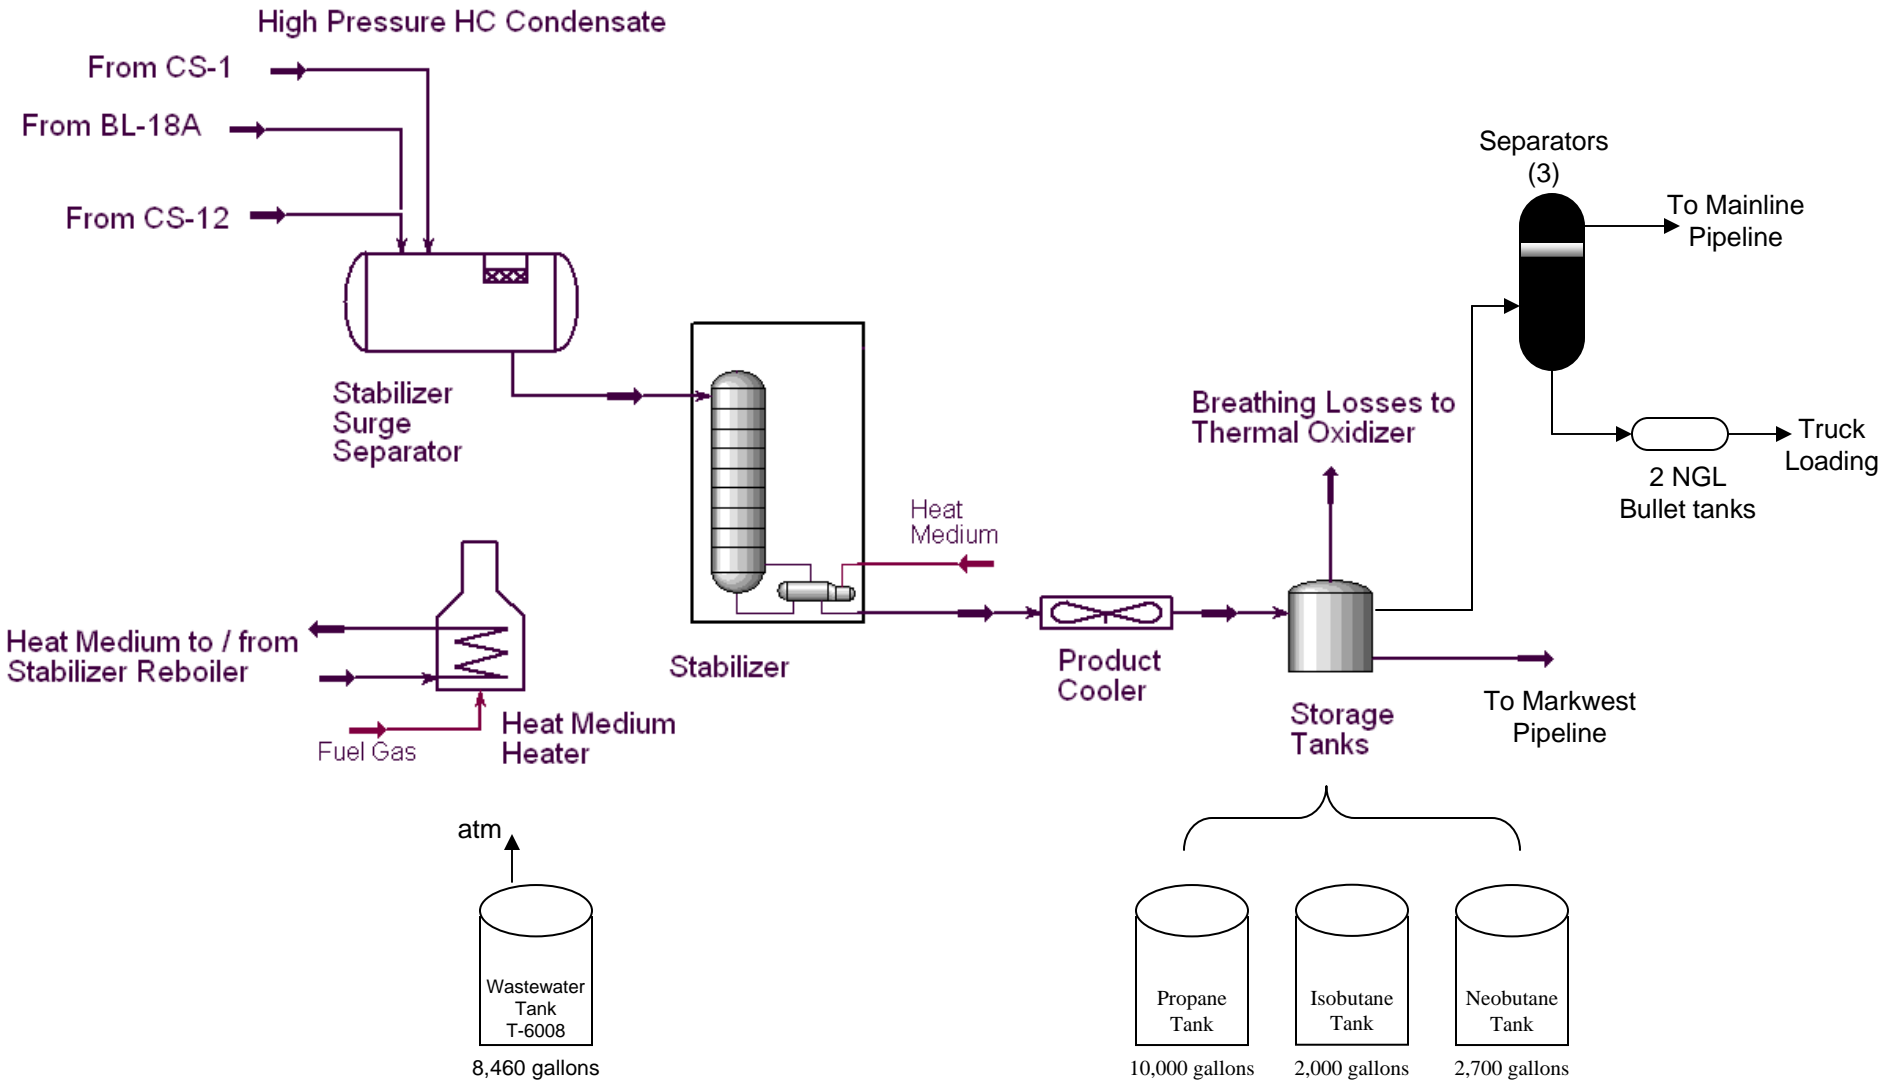 High Pressure HC Condensate
From CS-1
From BL-18A
From CS-12
Stabilizer
Surge
Separator
Separators
(3)
To Mainline
Pipeline
Breathing Losses to
Thermal Oxidizer
Truck
Loading
2 NGL
Bullet tanks
Heat
Medium
Heat Medium to / from
Stabilizer Reboiler
Stabilizer
Product
Cooler
Storage
Tanks
To Markwest
Pipeline
Fuel Gas
Heat Medium
Heater
atm
Wastewater
Tank
T-6008
8,460 gallons
Propane
Tank
10,000 gallons
Isobutane
Tank
2,000 gallons
Neobutane
Tank
2,700 gallons